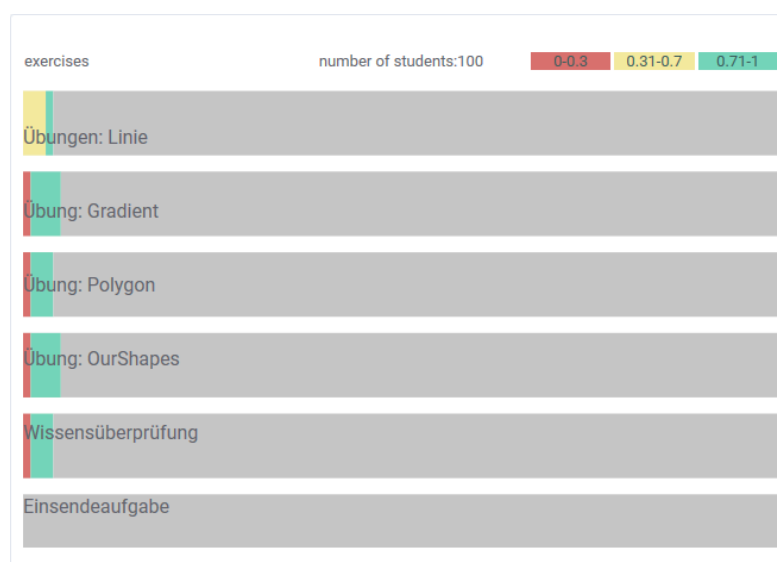 exercises number of students:100 0-0.3 0.31-0.7 0.71-1
Übungen: Linie
Übung: Gradient
Übung: Polygon
Übung: OurShapes
Wissensüberprüfung
Einsendeaufgabe